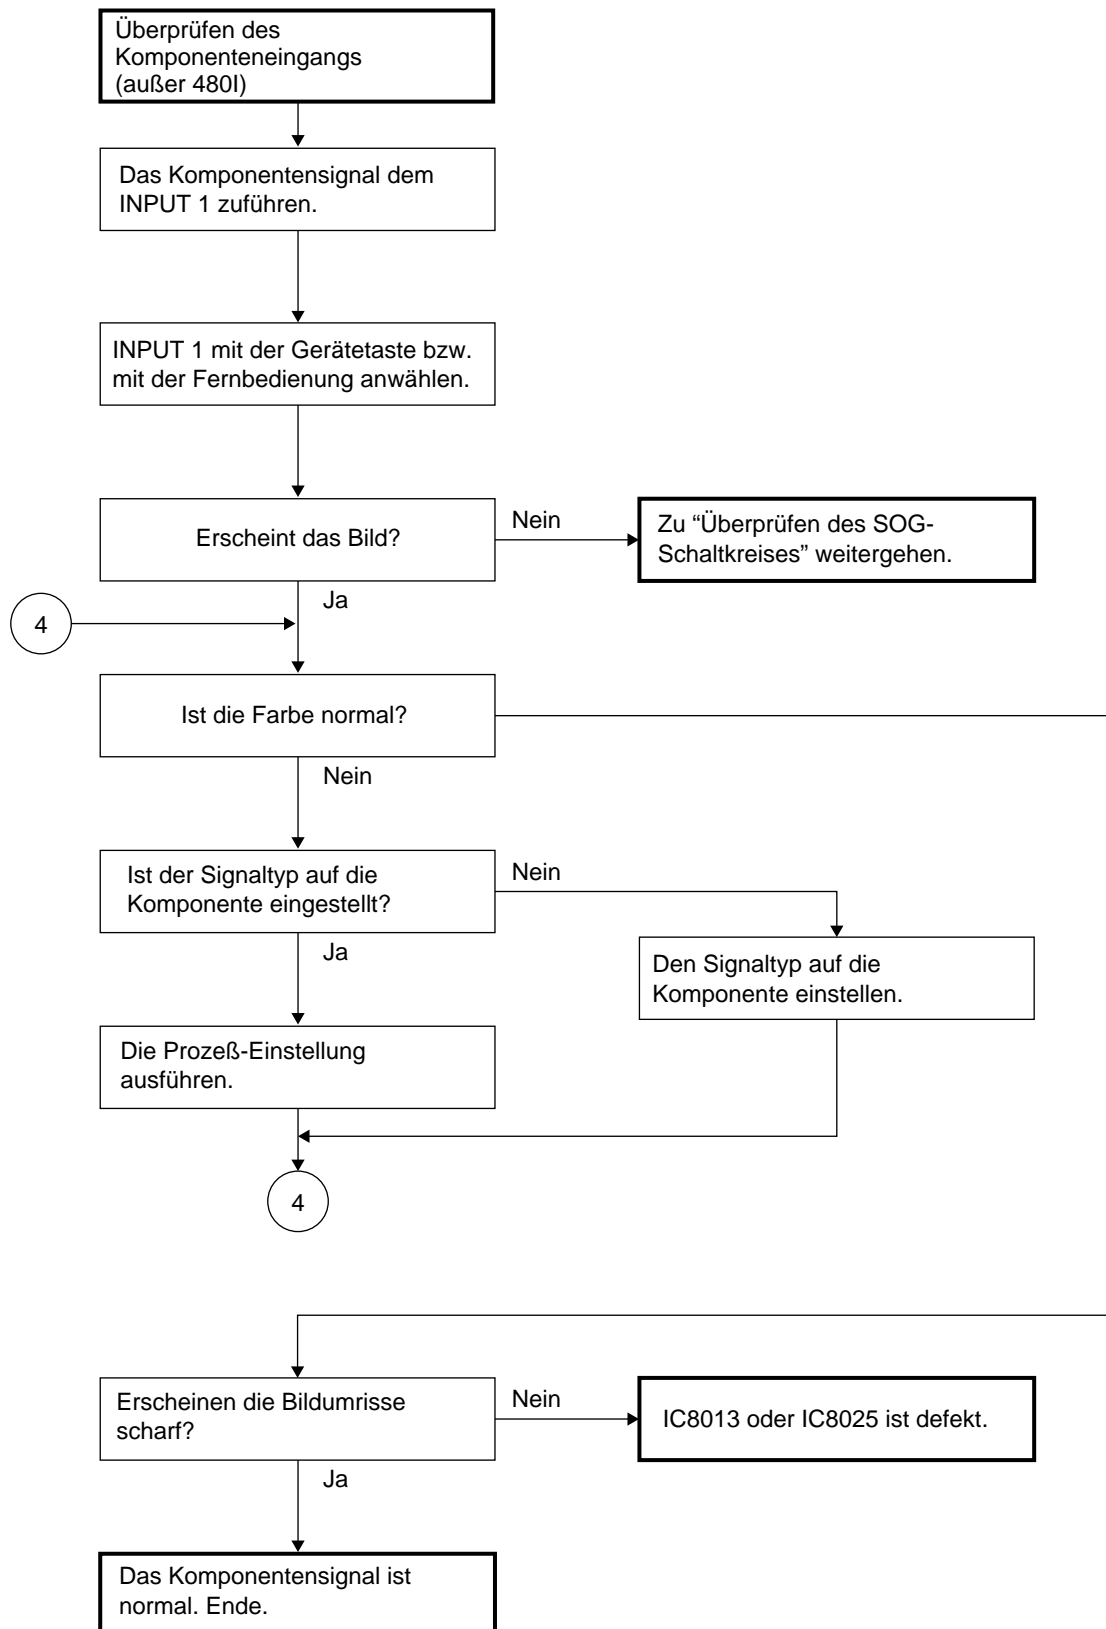 Überprüfen des
Komponenteneingangs
(außer 480I)
Das Komponentensignal dem
INPUT 1 zuführen.
INPUT 1 mit der Gerätetaste bzw.
mit der Fernbedienung anwählen.
Erscheint das Bild?
Nein
Zu “Überprüfen des SOG-
Schaltkreises” weitergehen.
Ja
4
Ist die Farbe normal?
Nein
Ist der Signaltyp auf die
Komponente eingestellt?
Nein
Ja
Den Signaltyp auf die
Komponente einstellen.
Die Prozeß-Einstellung
ausführen.
4
Erscheinen die Bildumrisse
scharf?
Nein
IC8013 oder IC8025 ist defekt.
Ja
Das Komponentensignal ist
normal. Ende.